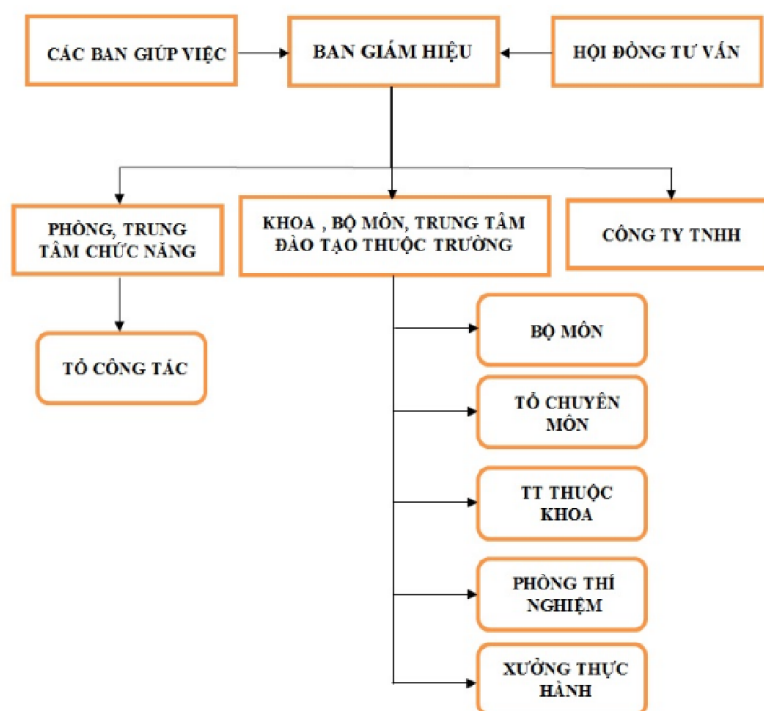 CÁC BAN GIÚP VIỆC
BAN GIÁM HIỆU
HỘI ĐỒNG TƯ VẤN
PHÒNG, TRUNG
TÂM CHỨC NĂNG
KHOA , BỘ MÔN, TRUNG TÂM
ĐÀO TẠO THUỘC TRƯỜNG
CÔNG TY TNHH
TỔ CÔNG TÁC
BỘ MÔN
TỔ CHUYÊN
MÔN
TT THUỘC
KHOA
PHÒNG THÍ
NGHIỆM
XƯỞNG THỰC
HÀNH